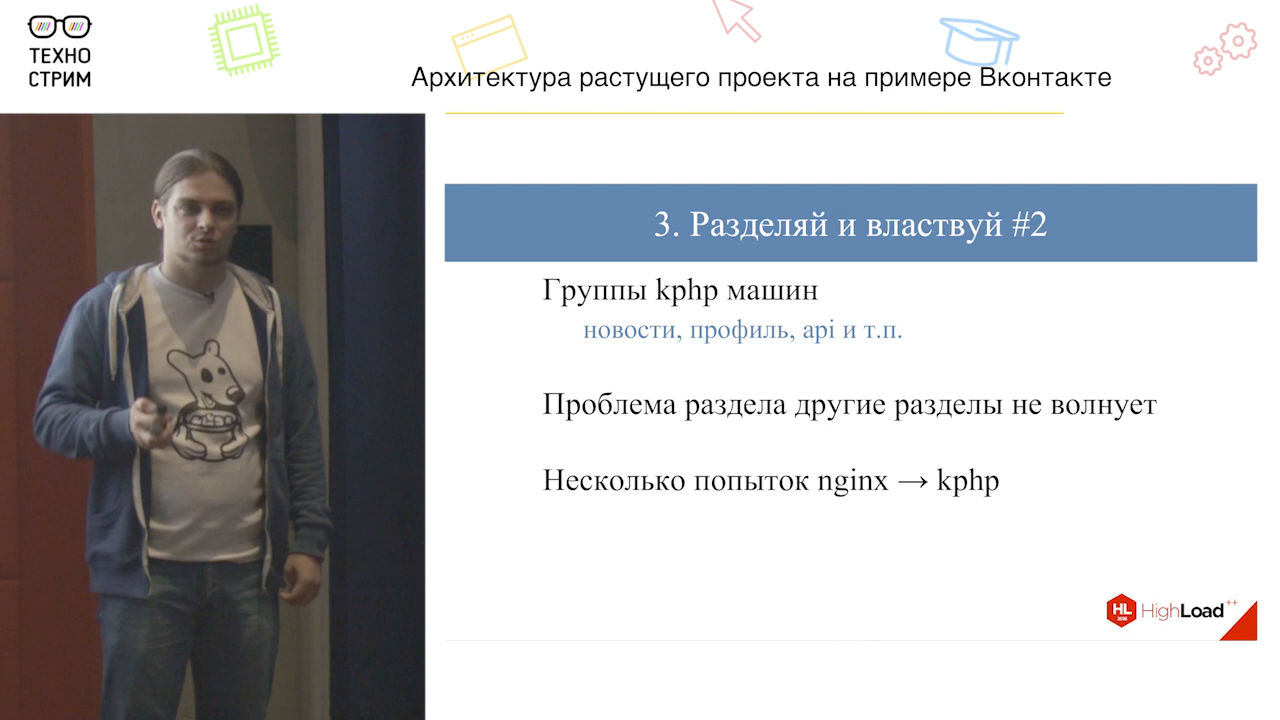 ТЕХНО
СТРИМ
Архитектура растущего проекта на примере Вконтакте
3. Разделяй и властвуй #2
Группы kphp машин
новости, профиль, api и т.п.
Проблема раздела другие разделы не волнует
Несколько попыток nginx → kphp
HL
2016
HighLoad++